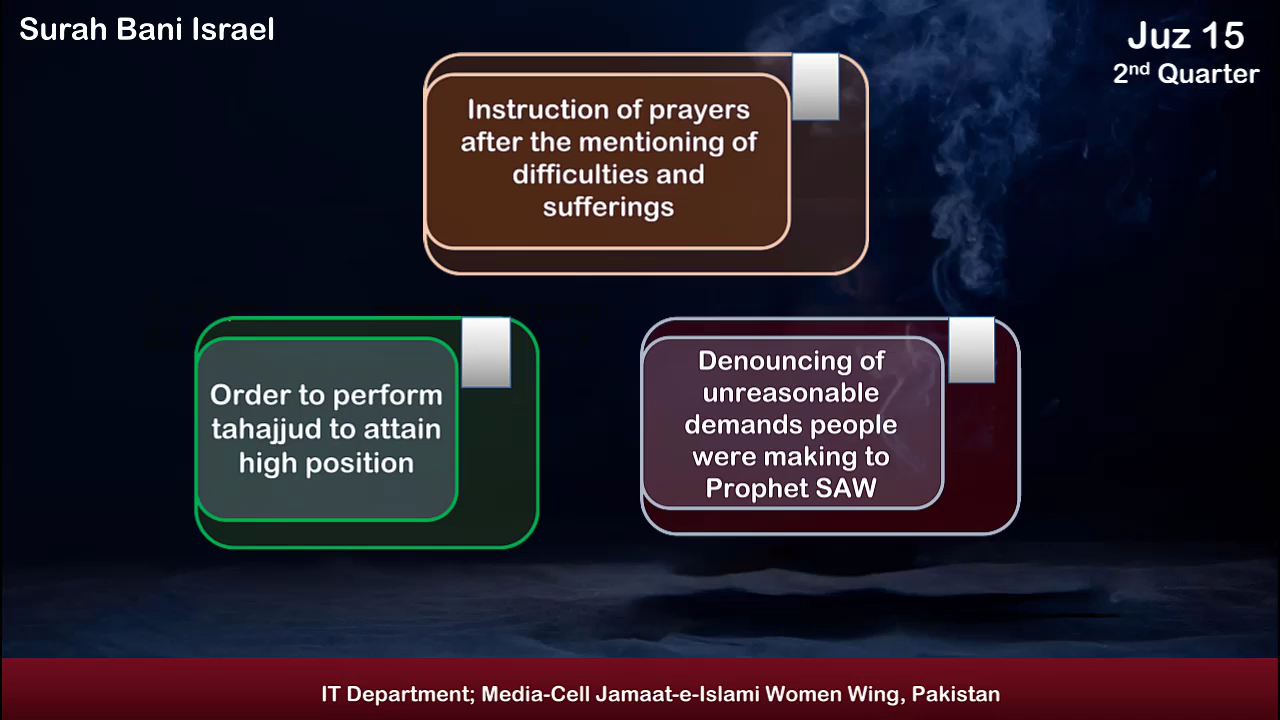 Surah Bani Israel
Juz 15
2nd Quarter
Instruction of prayers
after the mentioning of
difficulties and
sufferings
Order to perform
tahajjud to attain
high position
Denouncing of
unreasonable
demands people
were making to
Prophet SAW
IT Department; Media-Cell Jamaat-e-Islami Women Wing, Pakistan